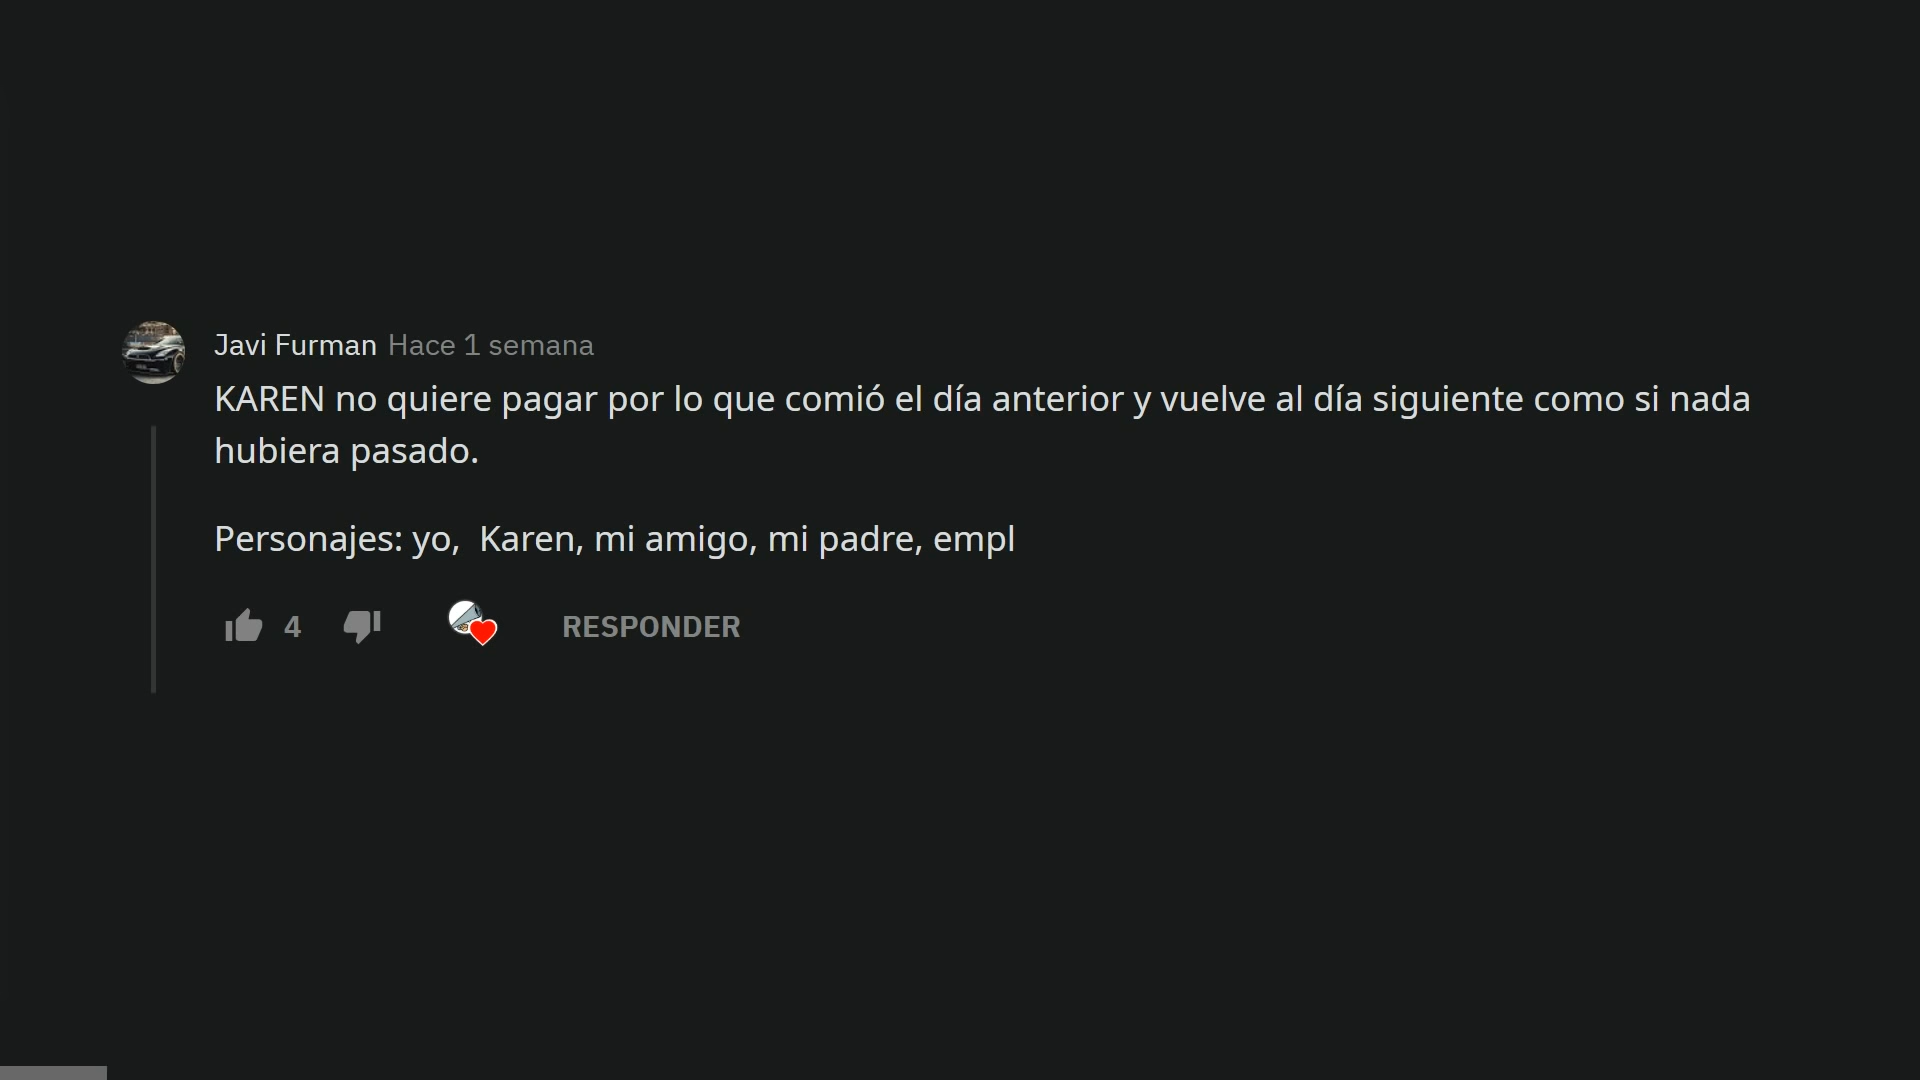 Javi Furman Hace 1 semana
KAREN no quiere pagar por lo que comió el día anterior y vuelve al día siguiente como si nada
hubiera pasado.
Personajes: yo,  Karen, mi amigo, mi padre, empl
4 RESPONDER